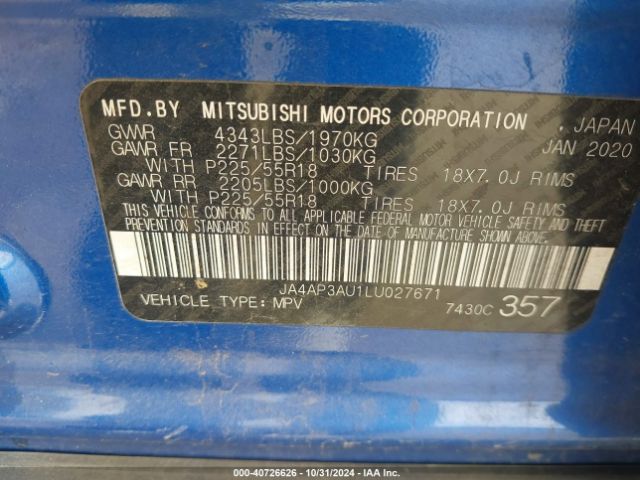 MFD.BY MITSUBISHI MOTORS CORPORATION , JAPAN
GWWR 4343LBS/1970KG JAN 2020
GAWR FR 2271LBS/1030KG
WITH P225/55R18 TIRES 18X7.0J RIMS
GAWR RR 2205LBS/1000KG
WITH P225/55R18 TIRES 18X7.0J RIMS
THIS VEHICLE CONFORMS TO ALL APPLICABLE FEDERAL MOTOR VEHICLE SAFETY AND THEFT
PREVENTION STANDARDS IN EFFECT ON THE DATE OF MANUFACTURE SHOWN ABOVE.
JA4AP3AU1LU027671
VEHICLE TYPE: MPV 7430C 357
000-40726626 - 10/31/2024 - IAA Inc.